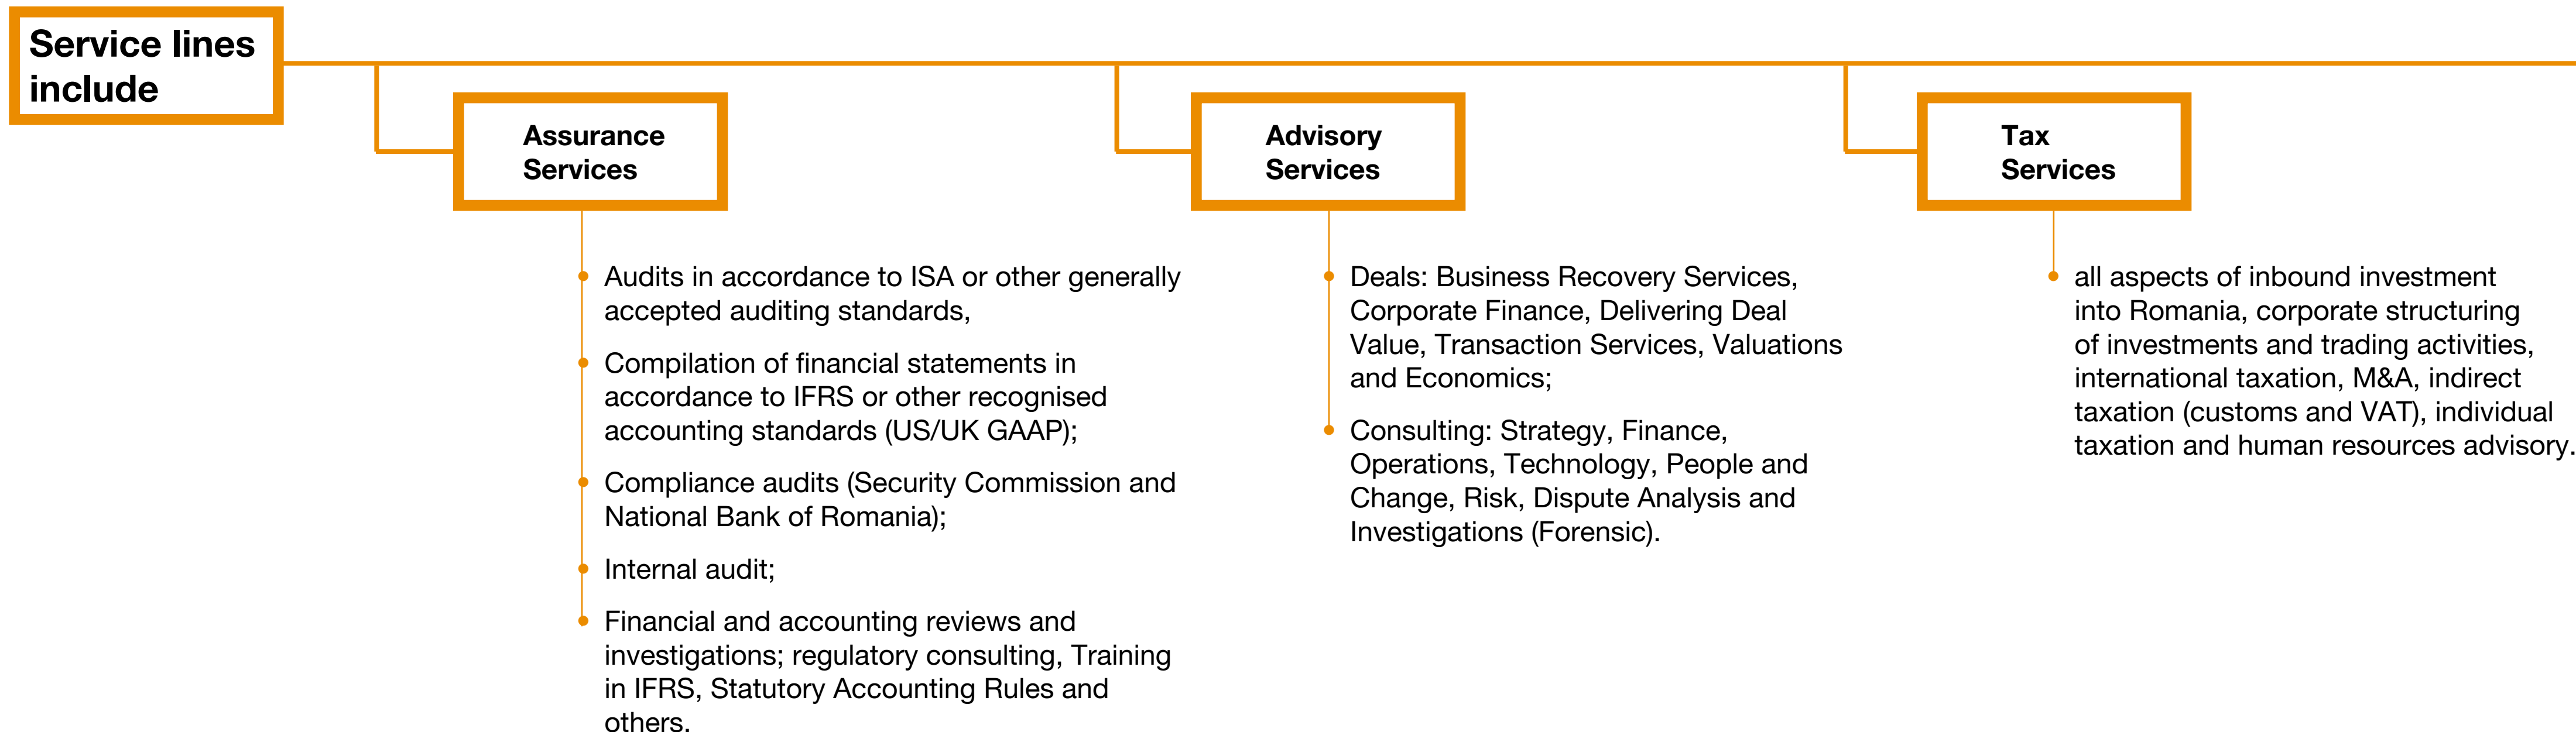 Service lines
include
Assurance
Services
Audits in accordance to ISA or other generally
accepted auditing standards,
Compilation of financial statements in
accordance to IFRS or other recognised
accounting standards (US/UK GAAP);
Compliance audits (Security Commission and
National Bank of Romania);
Internal audit;
Financial and accounting reviews and
investigations; regulatory consulting, Training
in IFRS, Statutory Accounting Rules and
others.
Advisory
Services
Deals: Business Recovery Services,
Corporate Finance, Delivering Deal
Value, Transaction Services, Valuations
and Economics;
Consulting: Strategy, Finance,
Operations, Technology, People and
Change, Risk, Dispute Analysis and
Investigations (Forensic).
Tax
Services
all aspects of inbound investment
into Romania, corporate structuring
of investments and trading activities,
international taxation, M&A, indirect
taxation (customs and VAT), individual
taxation and human resources advisory.